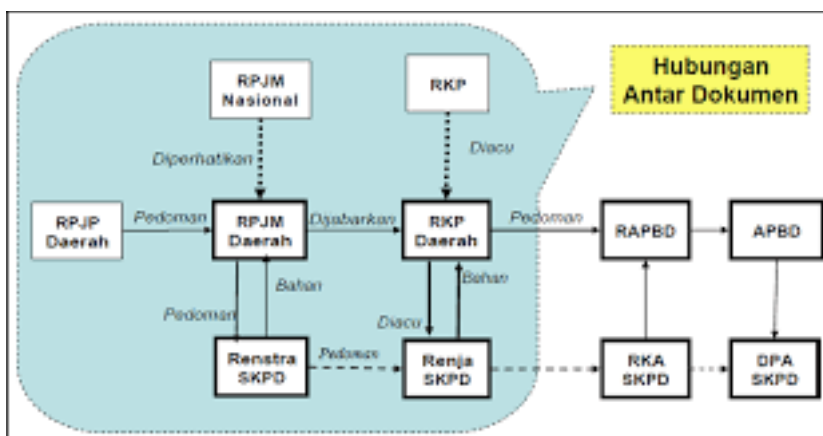 RPJM
Nasional
RKP
Hubungan
Antar Dokumen
Diperhatikan
Diacu
RPJP
Daerah
Pedoman
RPJM
Daerah
Dijabarkan
RKP
Daerah
Pedoman
RAPBD
APBD
Pedoman
Bahan
Diacu
Bahan
Renstra
SKPD
Pedoman
Renja
SKPD
RKA
SKPD
DPA
SKPD